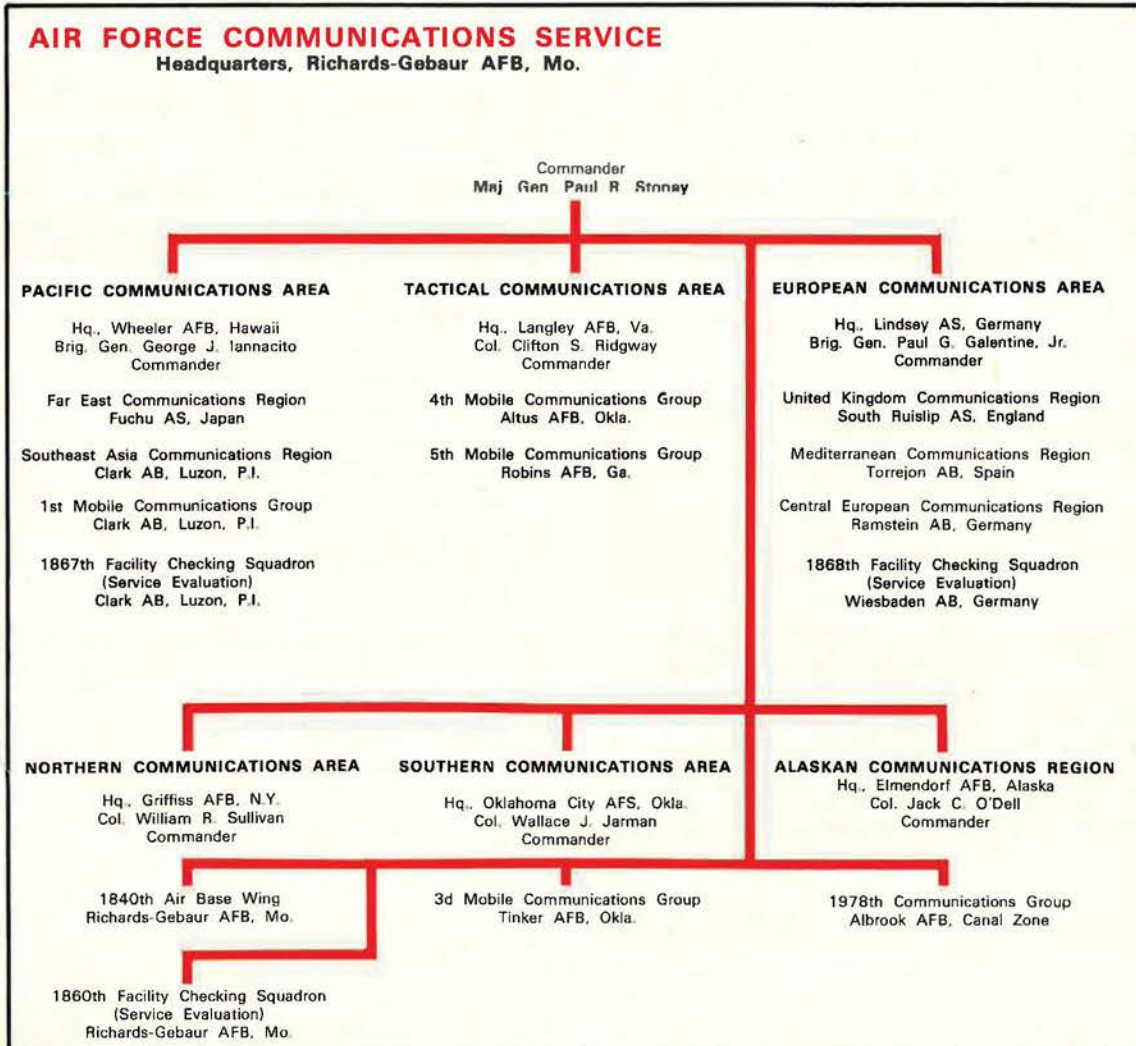 AIR FORCE COMMUNICATIONS SERVICE
Headquarters, Richards-Gebaur AFB, Mo.
Commander
Maj Gen Paul R Stoney
PACIFIC COMMUNICATIONS AREA
Hq., Wheeler AFB, Hawaii
Brig. Gen. George J. Iannacito
Commander
Far East Communications Region
Fuchu AS, Japan
Southeast Asia Communications Region
Clark AB, Luzon, P.I.
1st Mobile Communications Group
Clark AB, Luzon, P.I.
1867th Facility Checking Squadron
(Service Evaluation)
Clark AB, Luzon, P.I.
TACTICAL COMMUNICATIONS AREA
Hq., Langley AFB, Va.
Col. Clifton S. Ridgway
Commander
4th Mobile Communications Group
Altus AFB, Okla.
5th Mobile Communications Group
Robins AFB, Ga.
EUROPEAN COMMUNICATIONS AREA
Hq., Lindsey AS, Germany
Brig. Gen. Paul G. Galentine, Jr.
Commander
United Kingdom Communications Region
South Ruislip AS, England
Mediterranean Communications Region
Torrejon AB, Spain
Central European Communications Region
Ramstein AB, Germany
1868th Facility Checking Squadron
(Service Evaluation)
Wiesbaden AB, Germany
NORTHERN COMMUNICATIONS AREA
Hq., Griffiss AFB, N.Y.
Col. William R. Sullivan
Commander
SOUTHERN COMMUNICATIONS AREA
Hq., Oklahoma City AFS, Okla.
Col. Wallace J. Jarman
Commander
ALASKAN COMMUNICATIONS REGION
Hq., Elmendorf AFB, Alaska
Col. Jack C. O'Dell
Commander
1840th Air Base Wing
Richards-Gebaur AFB, Mo.
3d Mobile Communications Group
Tinker AFB, Okla.
1978th Communications Group
Albrook AFB, Canal Zone
1860th Facility Checking Squadron
(Service Evaluation)
Richards-Gebaur AFB, Mo.